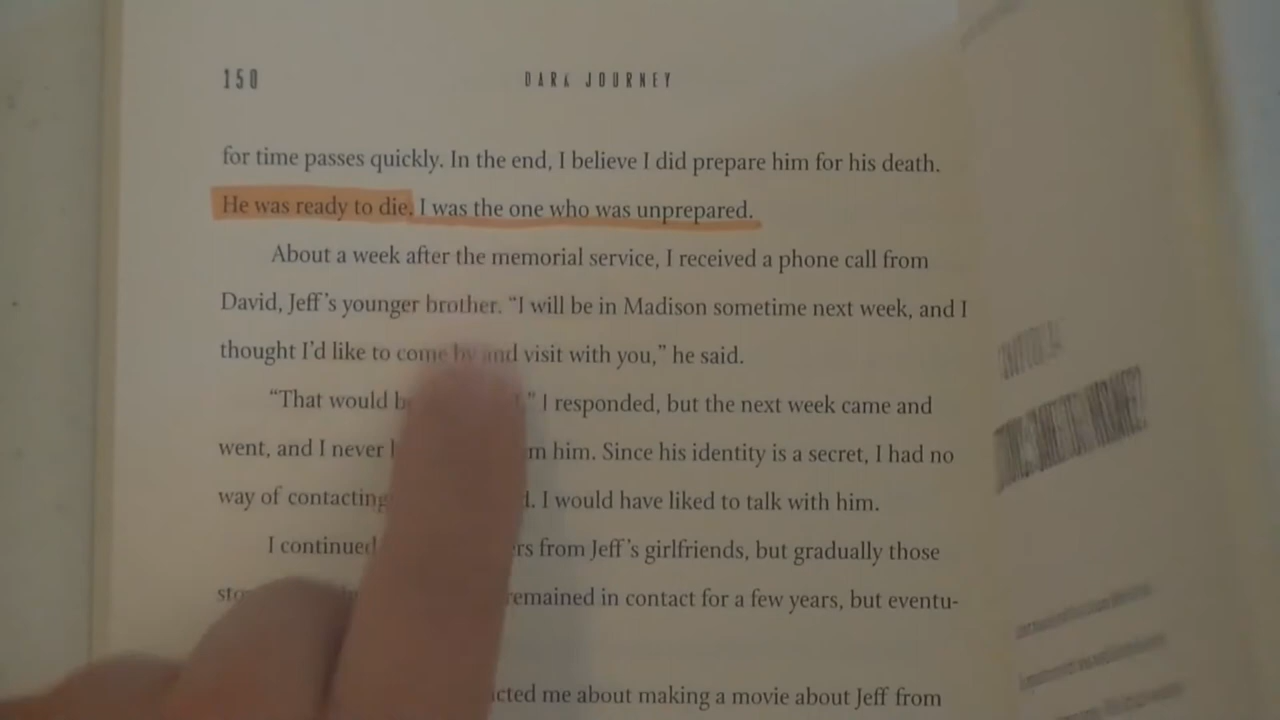 150
DARK JOURNEY
for time passes quickly. In the end, I believe I did prepare him for his death.
He was ready to die. I was the one who was unprepared.
About a week after the memorial service, I received a phone call from
David, Jeff's younger brother. “I will be in Madison sometime next week, and I
thought I'd like to come by and visit with you,” he said.
“That would ” I responded, but the next week came and
went, and I never him. Since his identity is a secret, I had no
way of contacting I would have liked to talk with him.
I continued from Jeff's girlfriends, but gradually those
remained in contact for a few years, but eventu-
me about making a movie about Jeff from